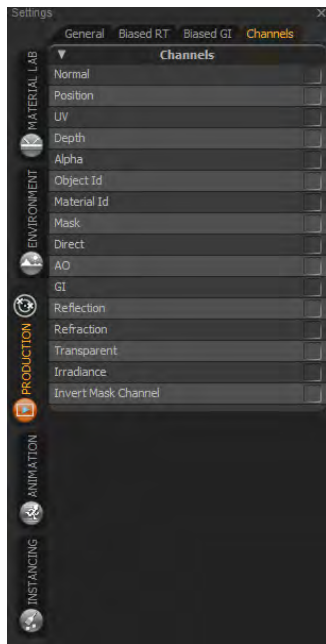 Settings
x
General Biased RT Biased GI Channels
Channels
Normal
Position
UV
Depth
Alpha
Object Id
Material Id
Mask
Direct
AO
GI
Reflection
Refraction
Transparent
Irradiance
Invert Mask Channel
MATERIAL LAB
ENVIRONMENT
PRODUCTION
ANIMATION
INSTANCING